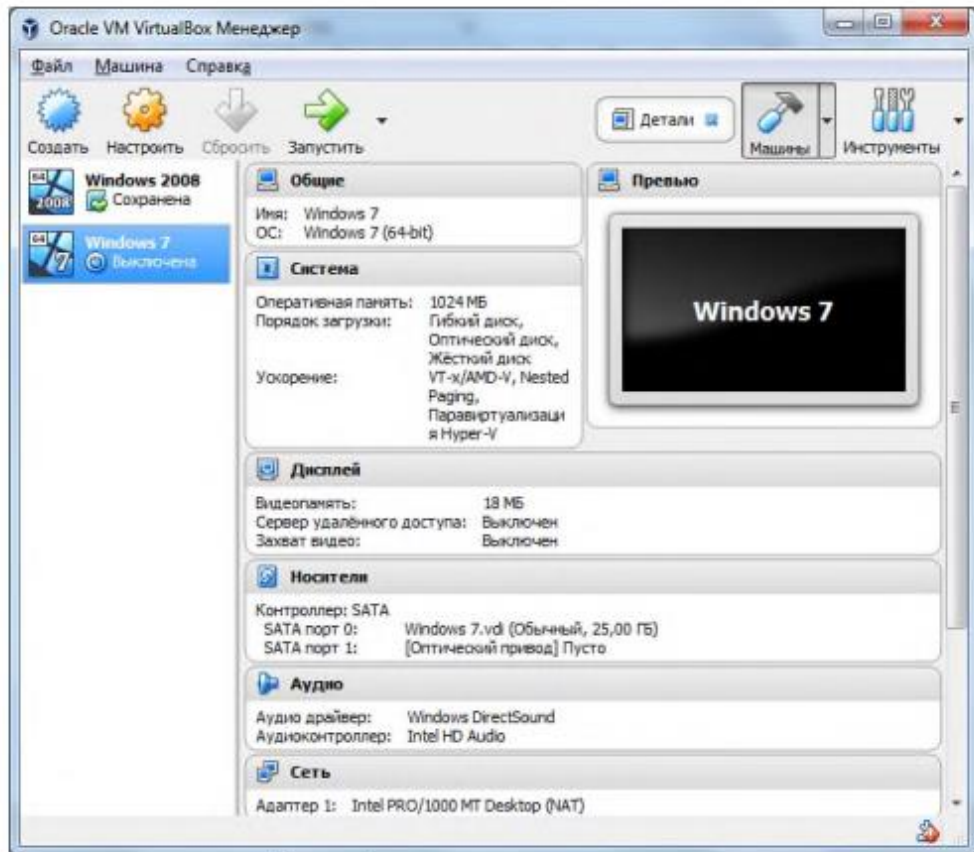 Oracle VM VirtualBox Менеджер
Файл Машина Справка
Создать Настроить Сбросить Запустить
Детали
Машины
Инструменты
64
2008
Windows 2008
Сохранена
64
7
Windows 7
Выключена
Общие
Имя: Windows 7
ОС: Windows 7 (64-bit)
Система
Оперативная память: 1024 МБ
Порядок загрузки: Гибкий диск,
Оптический диск,
Жёсткий диск
Ускорение: VT-x/AMD-V, Nested
Paging,
Паравиртуализаци
я Hyper-V
Превью
Windows 7
Дисплей
Видеопамять: 18 МБ
Сервер удалённого доступа: Выключен
Захват видео: Выключен
Носители
Контроллер: SATA
SATA порт 0: Windows 7.vdi (Обычный, 25,00 ГБ)
SATA порт 1: [Оптический привод] Пусто
Аудио
Аудио драйвер: Windows DirectSound
Аудиоконтроллер: Intel HD Audio
Сеть
Адаптер 1: Intel PRO/1000 MT Desktop (NAT)